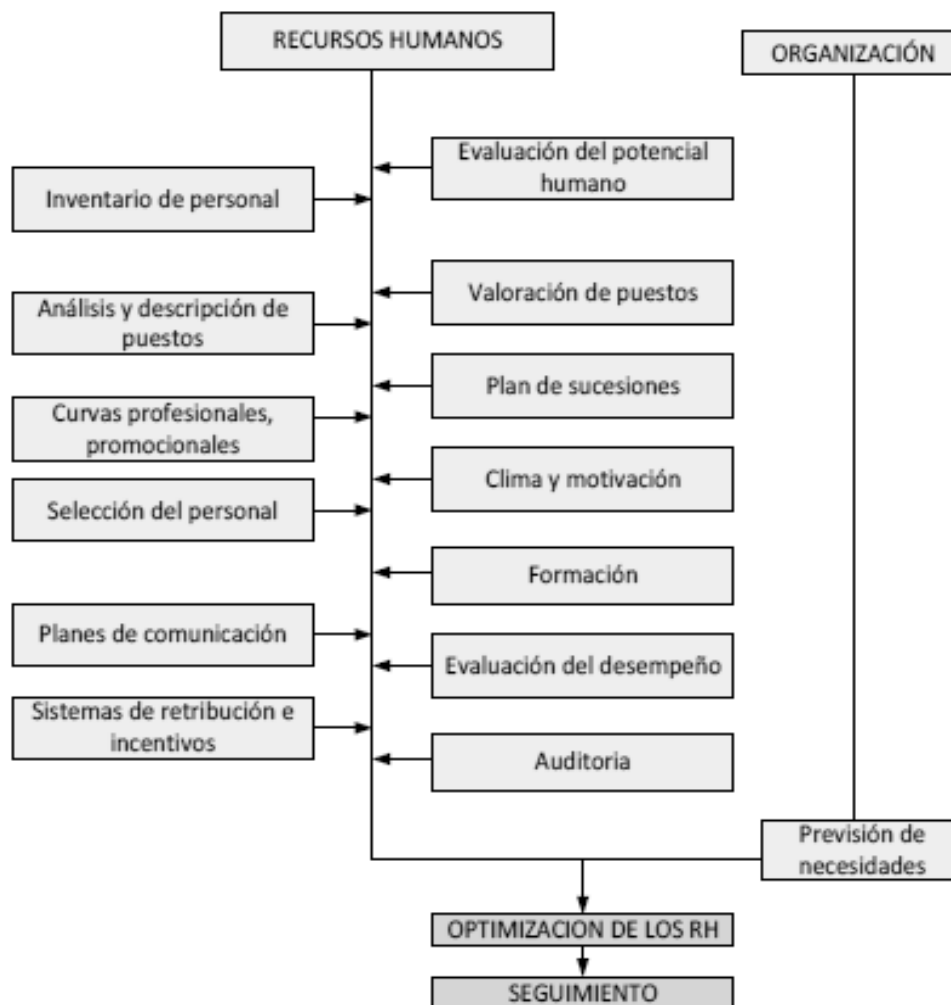 RECURSOS HUMANOS
ORGANIZACIÓN
Evaluación del potencial
humano
Inventario de personal
Valoración de puestos
Análisis y descripción de
puestos
Plan de sucesiones
Curvas profesionales,
promocionales
Clima y motivación
Selección del personal
Formación
Planes de comunicación
Evaluación del desempeño
Sistemas de retribución e
incentivos
Auditoria
Previsión de
necesidades
OPTIMIZACION DE LOS RH
SEGUIMIENTO